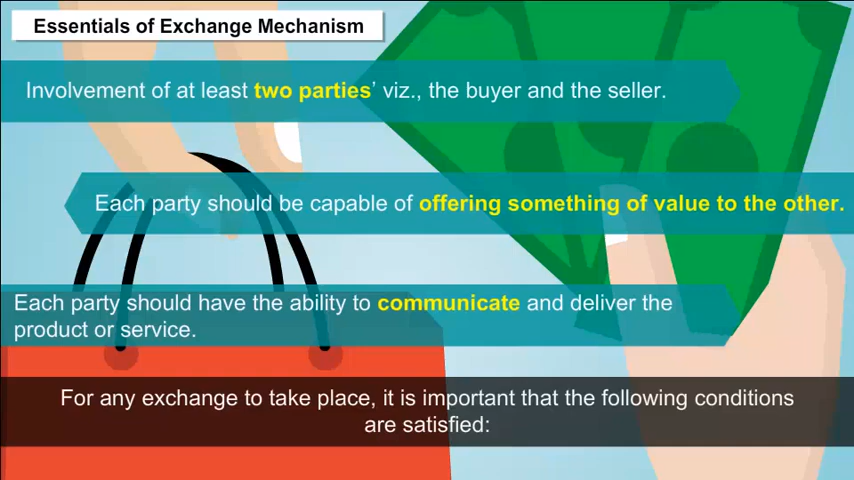 Essentials of Exchange Mechanism
Involvement of at least two parties’ viz., the buyer and the seller.
Each party should be capable of offering something of value to the other.
Each party should have the ability to communicate and deliver the
product or service.
For any exchange to take place, it is important that the following conditions
are satisfied: